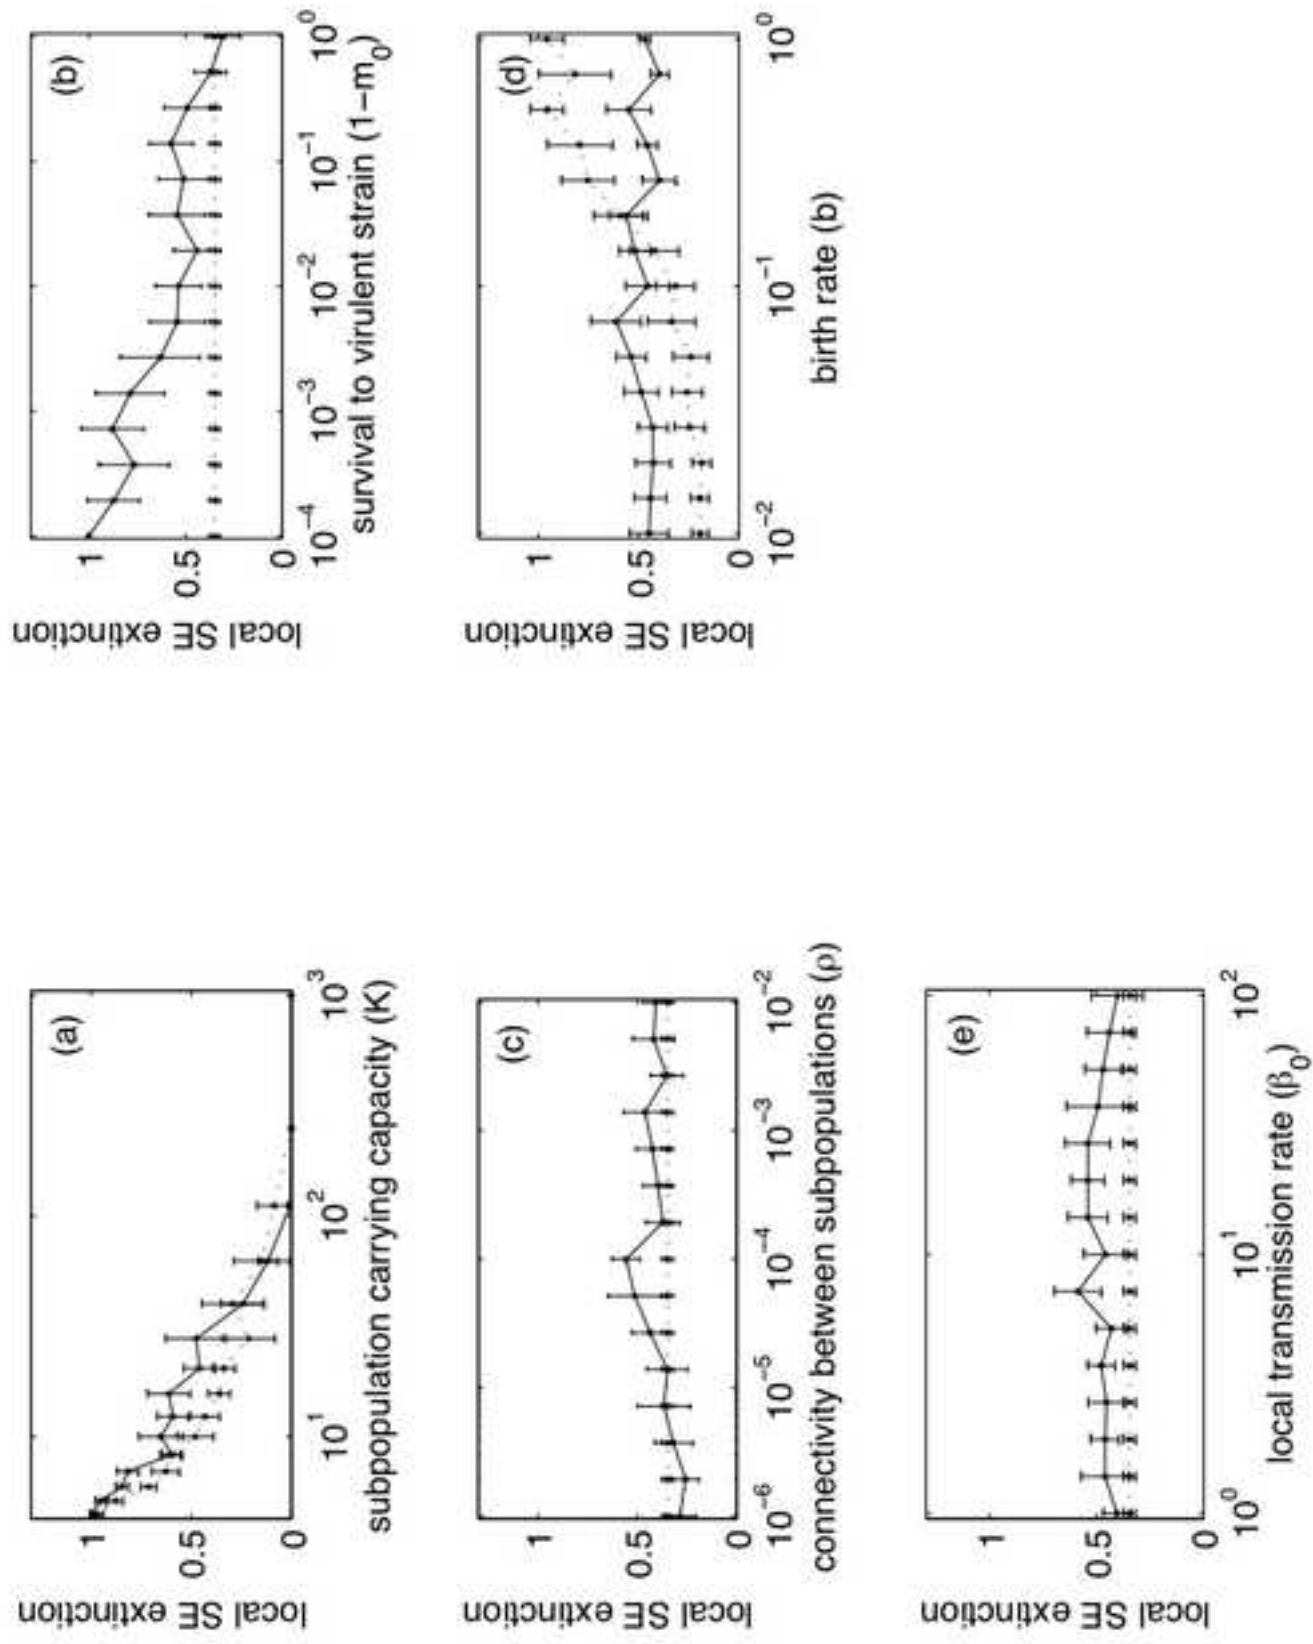 (a)
local SE extinction
1
0.5
0
10^1
10^2
10^3
subpopulation carrying capacity (K)
(b)
local SE extinction
1
0.5
0
10^-4
10^-3
10^-2
10^-1
10^0
survival to virulent strain (1−m_0)
(c)
local SE extinction
1
0.5
0
10^-6
10^-5
10^-4
10^-3
10^-2
connectivity between subpopulations (ρ)
(d)
local SE extinction
1
0.5
0
10^-2
10^-1
10^0
birth rate (b)
(e)
local SE extinction
1
0.5
0
10^0
10^1
10^2
local transmission rate (β_0)